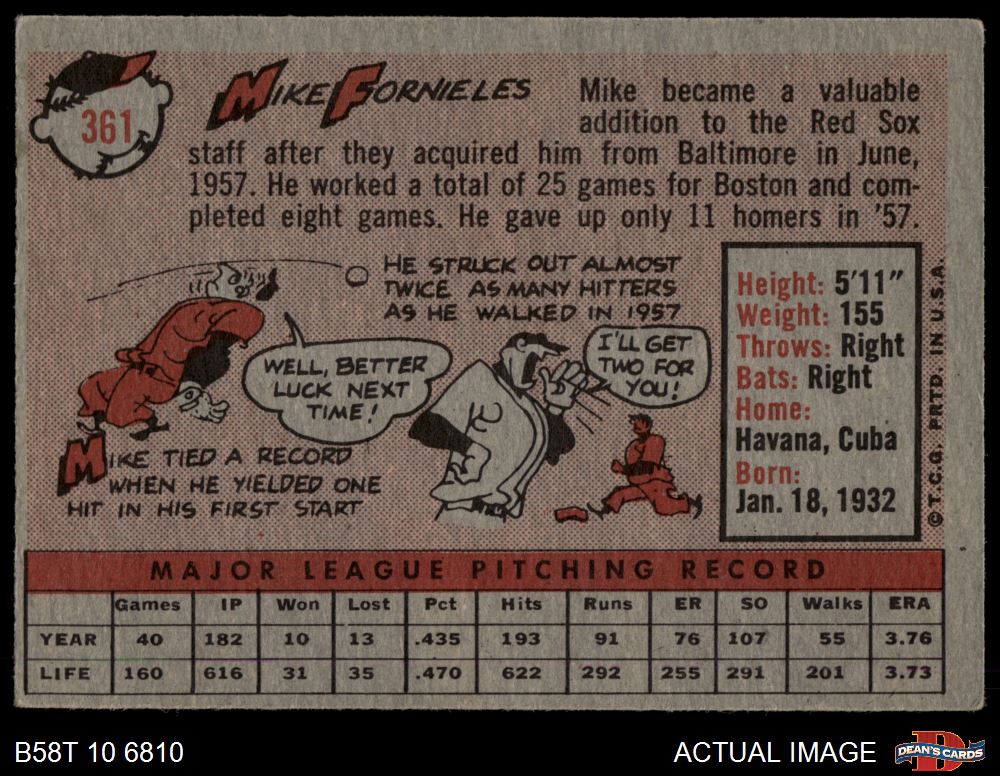 361
MIKE FORNIELES
Mike became a valuable
addition to the Red Sox
staff after they acquired him from Baltimore in June,
1957. He worked a total of 25 games for Boston and com-
pleted eight games. He gave up only 11 homers in '57.
HE STRUCK OUT ALMOST
TWICE AS MANY HITTERS
AS HE WALKED IN 1957
WELL, BETTER
LUCK NEXT
TIME!
I'LL GET
TWO FOR
YOU!
MIKE TIED A RECORD
WHEN HE YIELDED ONE
HIT IN HIS FIRST START
Height: 5'11"
Weight: 155
Throws: Right
Bats: Right
Home:
Havana, Cuba
Born:
Jan. 18, 1932
© T.C.G. PRTD. IN U.S.A.
MAJOR LEAGUE PITCHING RECORD
Games IP Won Lost Pct Hits Runs ER SO Walks ERA
YEAR 40 182 10 13 .435 193 91 76 107 55 3.76
LIFE 160 616 31 35 .470 622 292 255 291 201 3.73
B58T 10 6810
ACTUAL IMAGE
DEAN'S CARDS